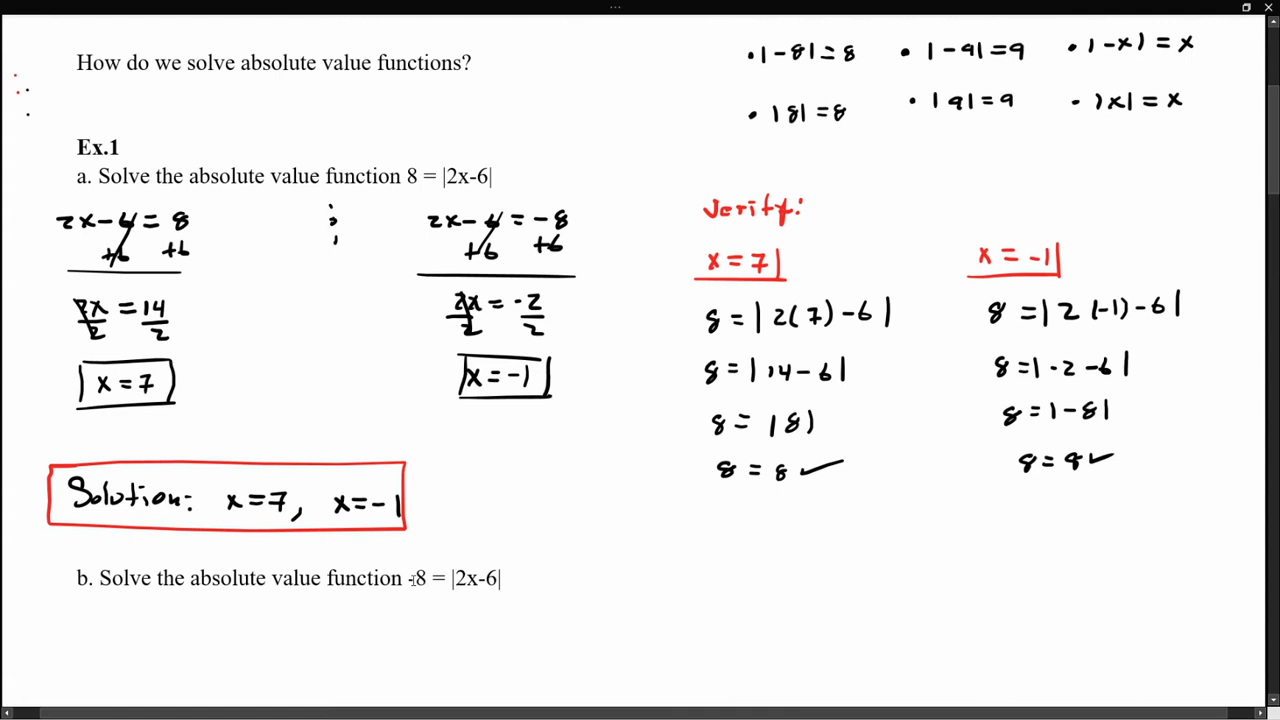 How do we solve absolute value functions?
• |-8| = 8 • |-9| = 9 • |-x| = x
• |8| = 8 • |9| = 9 • |x| = x
Ex.1
a. Solve the absolute value function 8 = |2x-6|
2x - 6 = 8
+6 +6
2x = 14
2 2
x = 7
2x - 6 = -8
+6 +6
2x = -2
2 2
x = -1
Verify:
x = 7
8 = |2(7) - 6|
8 = |14 - 6|
8 = |8|
8 = 8 ✓
x = -1
8 = |2(-1) - 6|
8 = |-2 - 6|
8 = |-8|
8 = 8 ✓
Solution: x = 7, x = -1
b. Solve the absolute value function -8 = |2x-6|